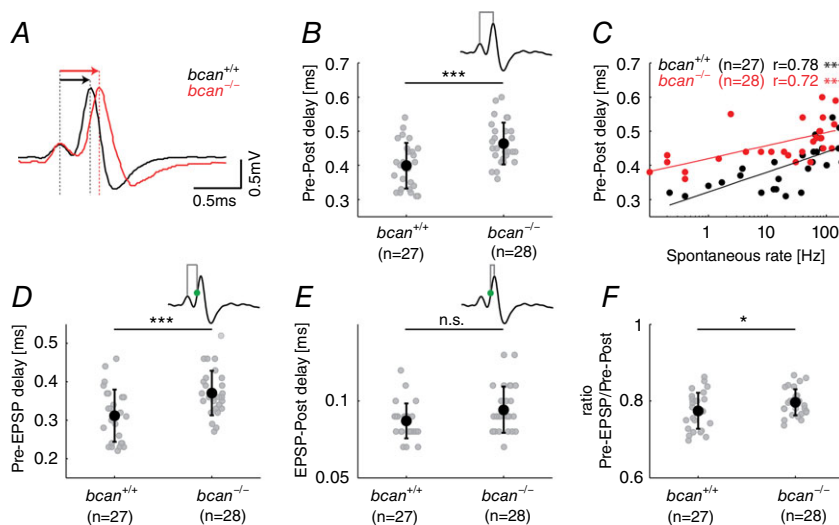 A
bcan+/+
bcan−/−
0.5mV
0.5ms
B
Pre-Post delay [ms]
0.7
0.6
0.5
0.4
0.3
***
bcan+/+
(n=27)
bcan−/−
(n=28)
C
Pre-Post delay [ms]
0.7
0.6
0.5
0.4
0.3
bcan+/+ (n=27) r=0.78 **
bcan−/− (n=28) r=0.72 **
1
10
100
Spontaneous rate [Hz]
D
Pre-EPSP delay [ms]
0.5
0.4
0.3
0.2
***
bcan+/+
(n=27)
bcan−/−
(n=28)
E
EPSP-Post delay [ms]
0.1
0.05
n.s.
bcan+/+
(n=27)
bcan−/−
(n=28)
F
ratio
Pre-EPSP/Pre-Post
1
0.8
0.6
*
bcan+/+
(n=27)
bcan−/−
(n=28)